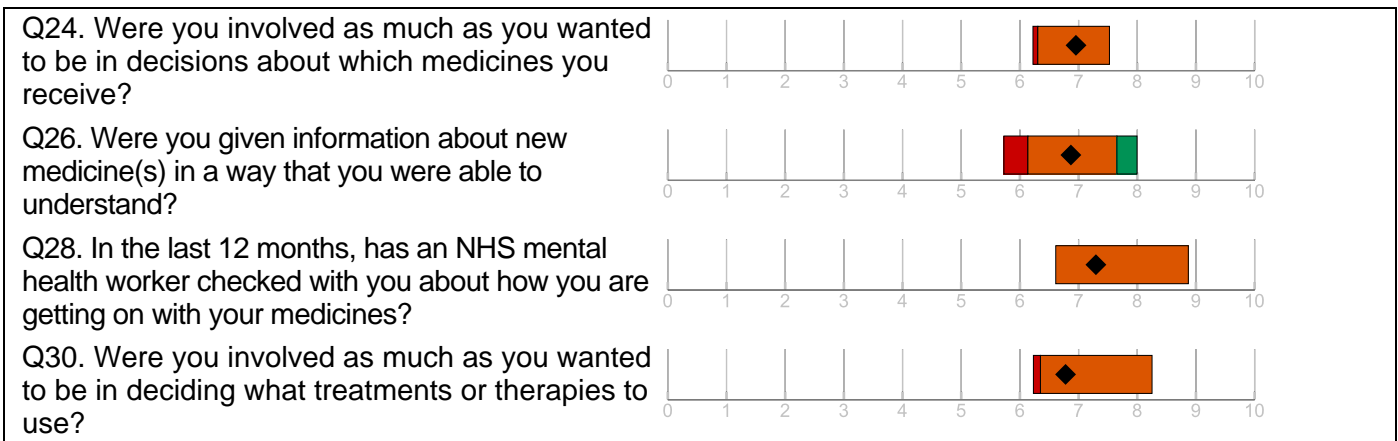 Q24. Were you involved as much as you wanted
to be in decisions about which medicines you
receive?
0 1 2 3 4 5 6 7 8 9 10
Q26. Were you given information about new
medicine(s) in a way that you were able to
understand?
0 1 2 3 4 5 6 7 8 9 10
Q28. In the last 12 months, has an NHS mental
health worker checked with you about how you are
getting on with your medicines?
0 1 2 3 4 5 6 7 8 9 10
Q30. Were you involved as much as you wanted
to be in deciding what treatments or therapies to
use?
0 1 2 3 4 5 6 7 8 9 10